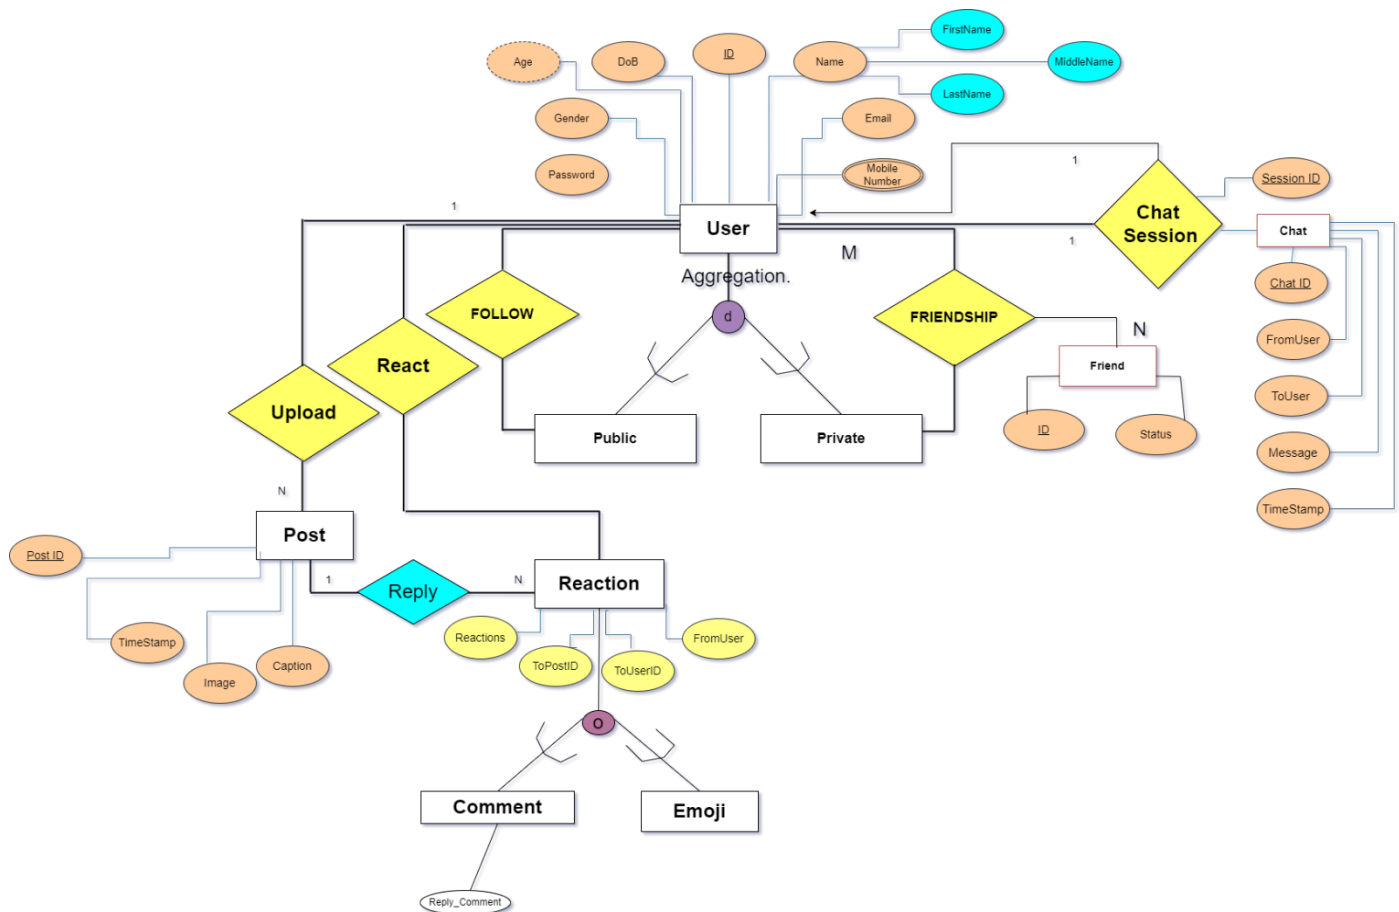 FirstName
Age
DoB
ID
Name
MiddleName
LastName
Gender
Email
Password
Mobile
Number
1
Session ID
1
User
Chat
Session
Chat
1
M
Aggregation.
Chat ID
FOLLOW
d
FRIENDSHIP
N
FromUser
React
Friend
ToUser
Upload
Public
Private
ID
Status
Message
N
TimeStamp
Post
Post ID
1
Reply
N
Reaction
TimeStamp
Reactions
FromUser
Caption
ToPostID
ToUserID
Image
O
Comment
Emoji
Reply_Comment